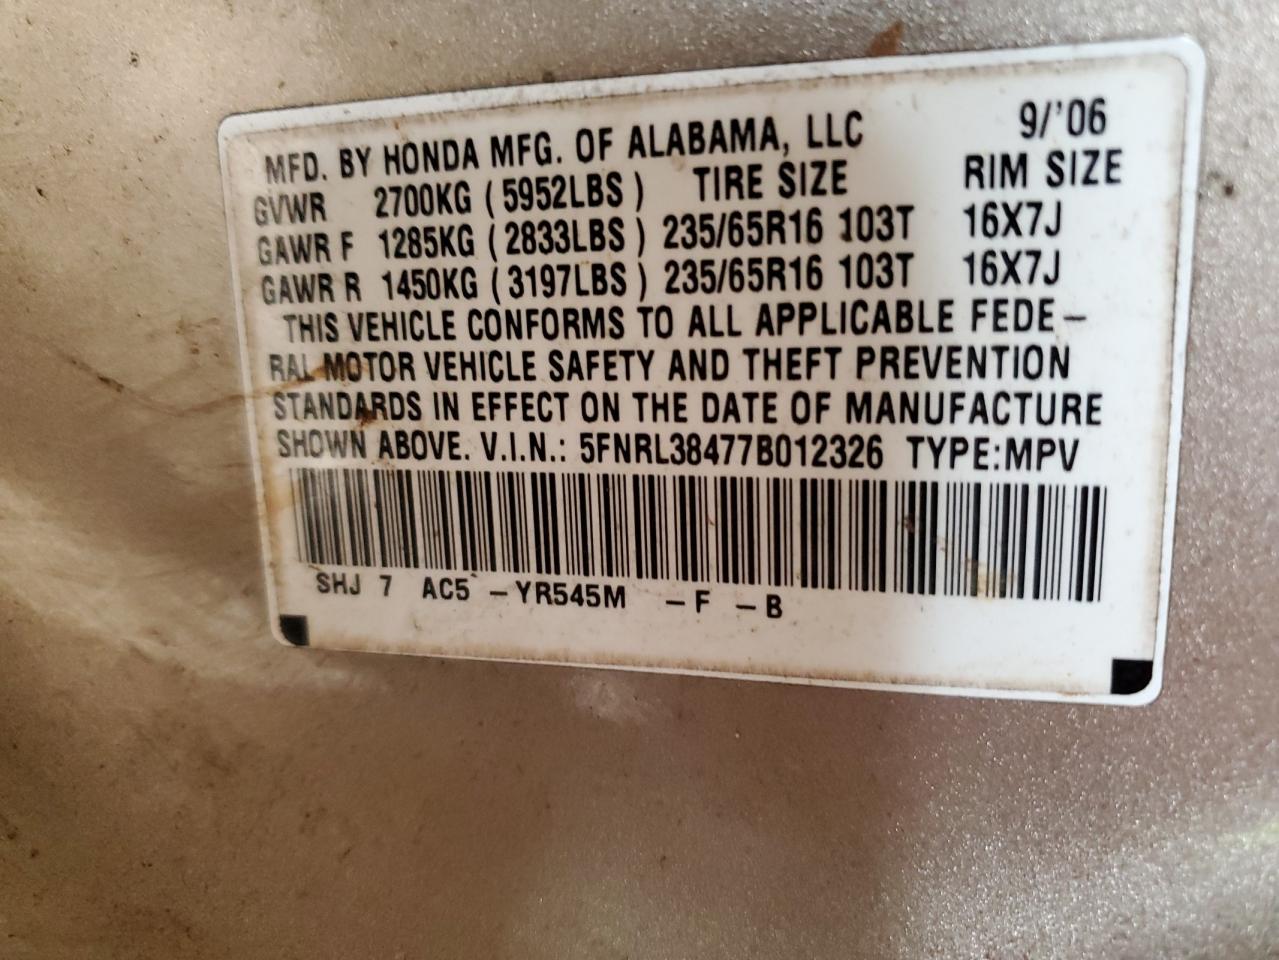 MFD. BY HONDA MFG. OF ALABAMA, LLC 9/'06
GVWR 2700KG ( 5952LBS ) TIRE SIZE RIM SIZE
GAWR F 1285KG ( 2833LBS ) 235/65R16 103T 16X7J
GAWR R 1450KG ( 3197LBS ) 235/65R16 103T 16X7J
THIS VEHICLE CONFORMS TO ALL APPLICABLE FEDE-
RAL MOTOR VEHICLE SAFETY AND THEFT PREVENTION
STANDARDS IN EFFECT ON THE DATE OF MANUFACTURE
SHOWN ABOVE. V.I.N.: 5FNRL38477B012326 TYPE:MPV
SHJ 7 AC5 -YR545M -F -B